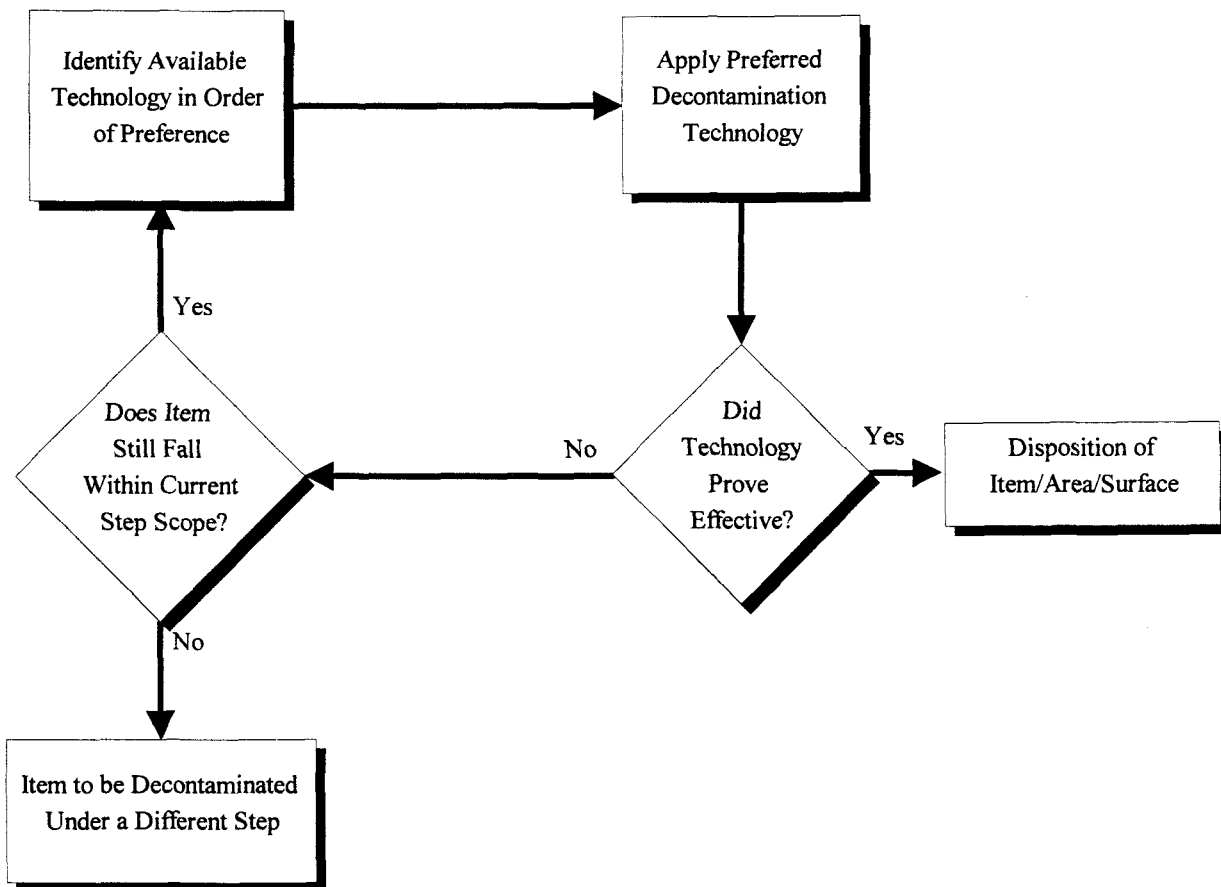 Identify Available
Technology in Order
of Preference
Apply Preferred
Decontamination
Technology
Yes
Does Item
Still Fall
Within Current
Step Scope?
No
Did
Technology
Prove
Effective?
Yes
Disposition of
Item/Area/Surface
No
Item to be Decontaminated
Under a Different Step